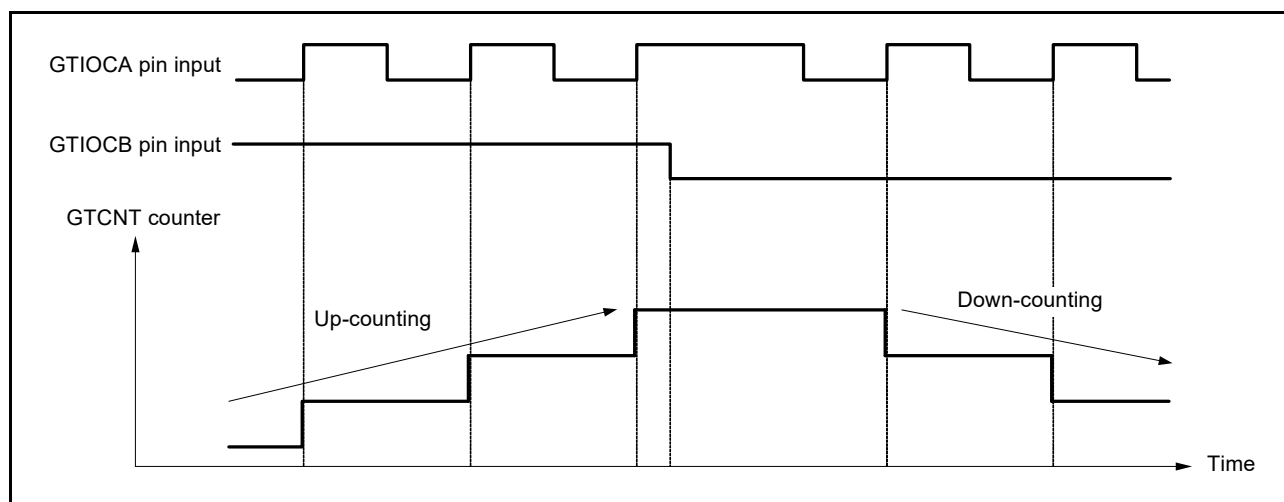 GTIOCA pin input
GTIOCB pin input
GTCNT counter
Up-counting
Down-counting
Time